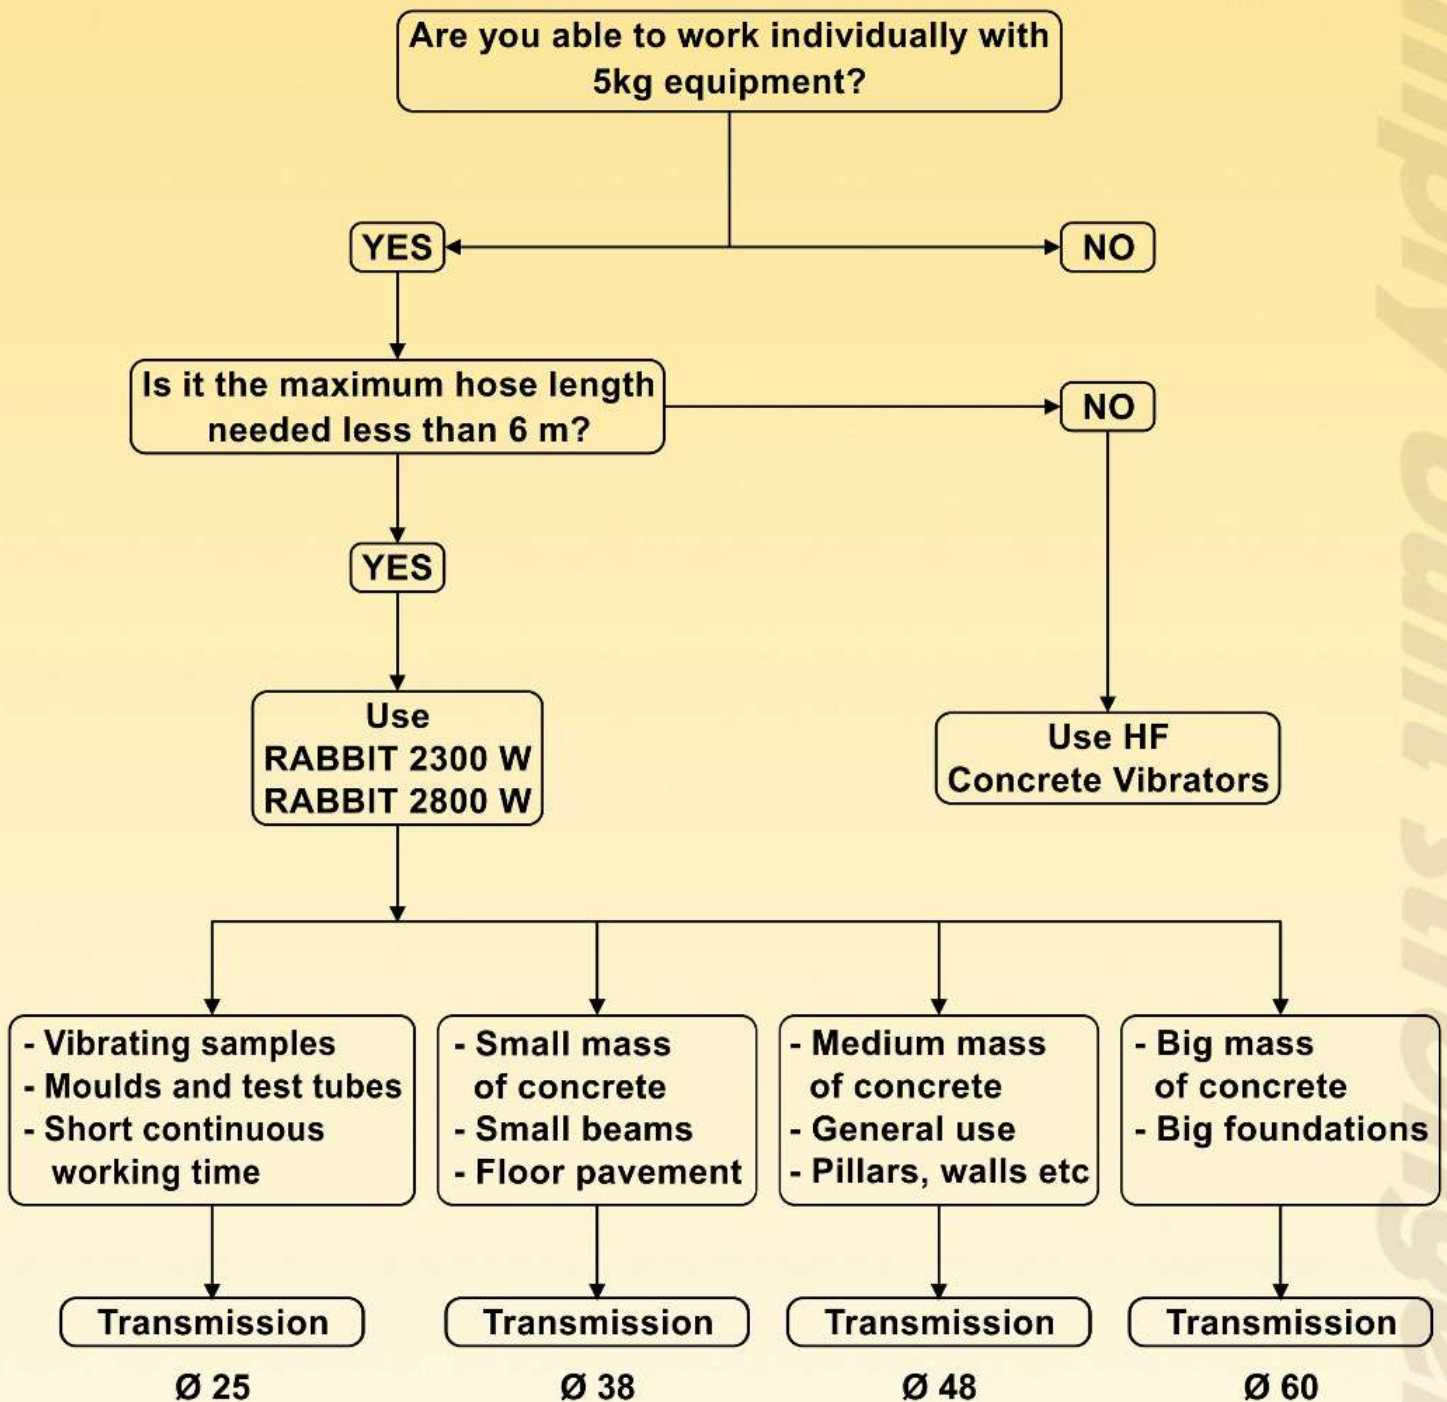 Are you able to work individually with
5kg equipment?
YES
NO
Is it the maximum hose length
needed less than 6 m?
NO
YES
Use
RABBIT 2300 W
RABBIT 2800 W
Use HF
Concrete Vibrators
- Vibrating samples
- Moulds and test tubes
- Short continuous
working time
- Small mass
of concrete
- Small beams
- Floor pavement
- Medium mass
of concrete
- General use
- Pillars, walls etc
- Big mass
of concrete
- Big foundations
Transmission
Transmission
Transmission
Transmission
Ø 25
Ø 38
Ø 48
Ø 60